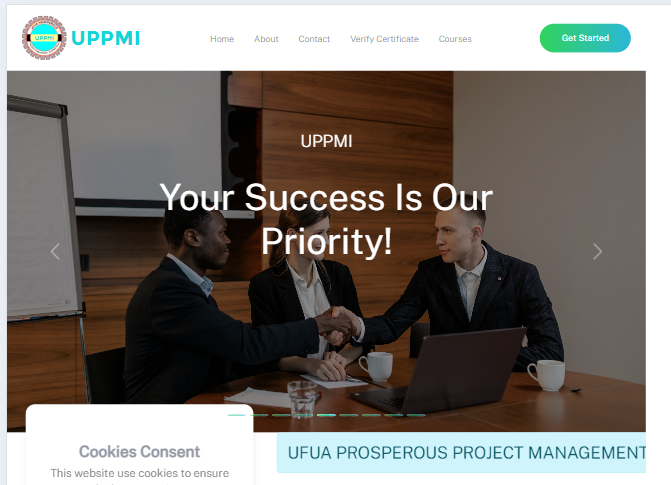 UPPMI
UPPMI
Home About Contact Verify Certificate Courses
Get Started
UPPMI
Your Success Is Our
Priority!
Cookies Consent
This website use cookies to ensure
UFUA PROSPEROUS PROJECT MANAGEMENT